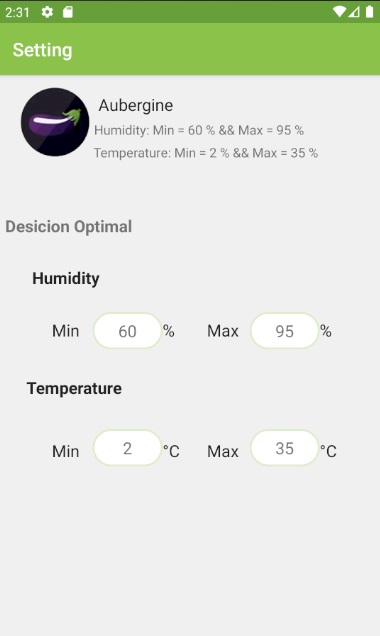 2:31
Setting
Aubergine
Humidity: Min = 60 % && Max = 95 %
Temperature: Min = 2 % && Max = 35 %
Desicion Optimal
Humidity
Min 60 % Max 95 %
Temperature
Min 2 °C Max 35 °C